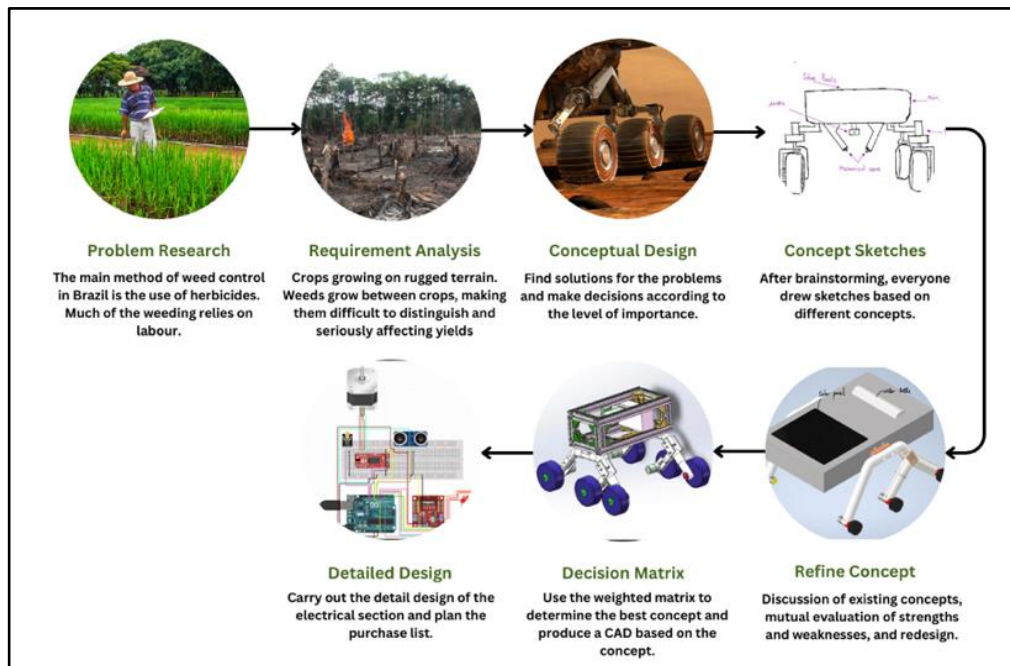 Problem Research
The main method of weed control
in Brazil is the use of herbicides.
Much of the weeding relies on
labour.
Requirement Analysis
Crops growing on rugged terrain.
Weeds grow between crops, making
them difficult to distinguish and
seriously affecting yields
Conceptual Design
Find solutions for the problems
and make decisions according to
the level of importance.
Concept Sketches
After brainstorming, everyone
drew sketches based on
different concepts.
Detailed Design
Carry out the detail design of the
electrical section and plan the
purchase list.
Decision Matrix
Use the weighted matrix to
determine the best concept and
produce a CAD based on the
concept.
Refine Concept
Discussion of existing concepts,
mutual evaluation of strengths
and weaknesses, and redesign.